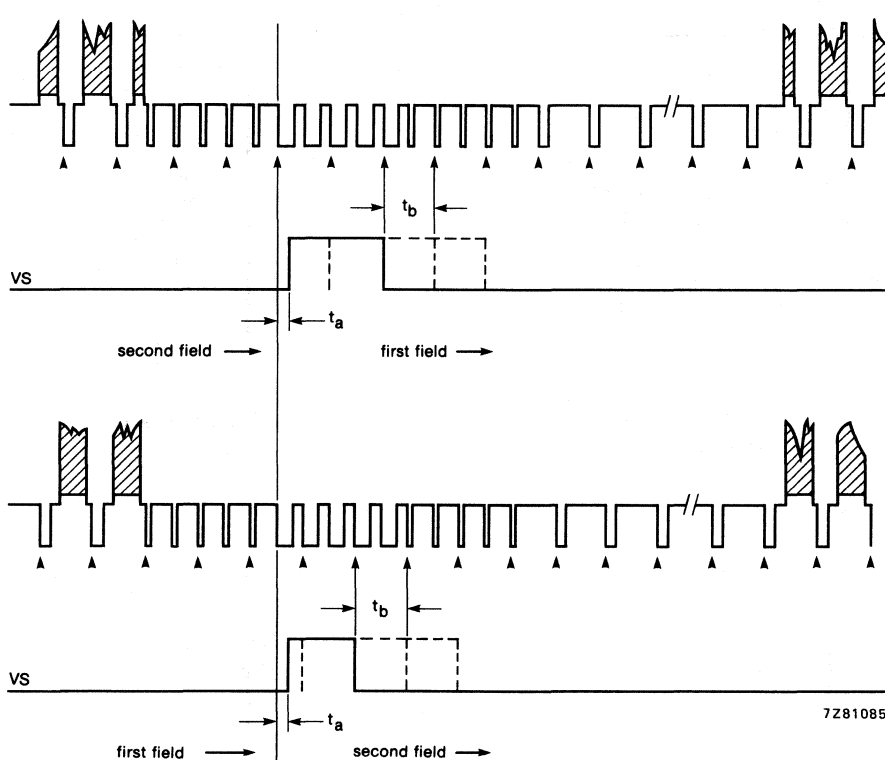 t_b
VS
t_a
second field
first field
t_b
VS
7Z81085
t_a
first field
second field